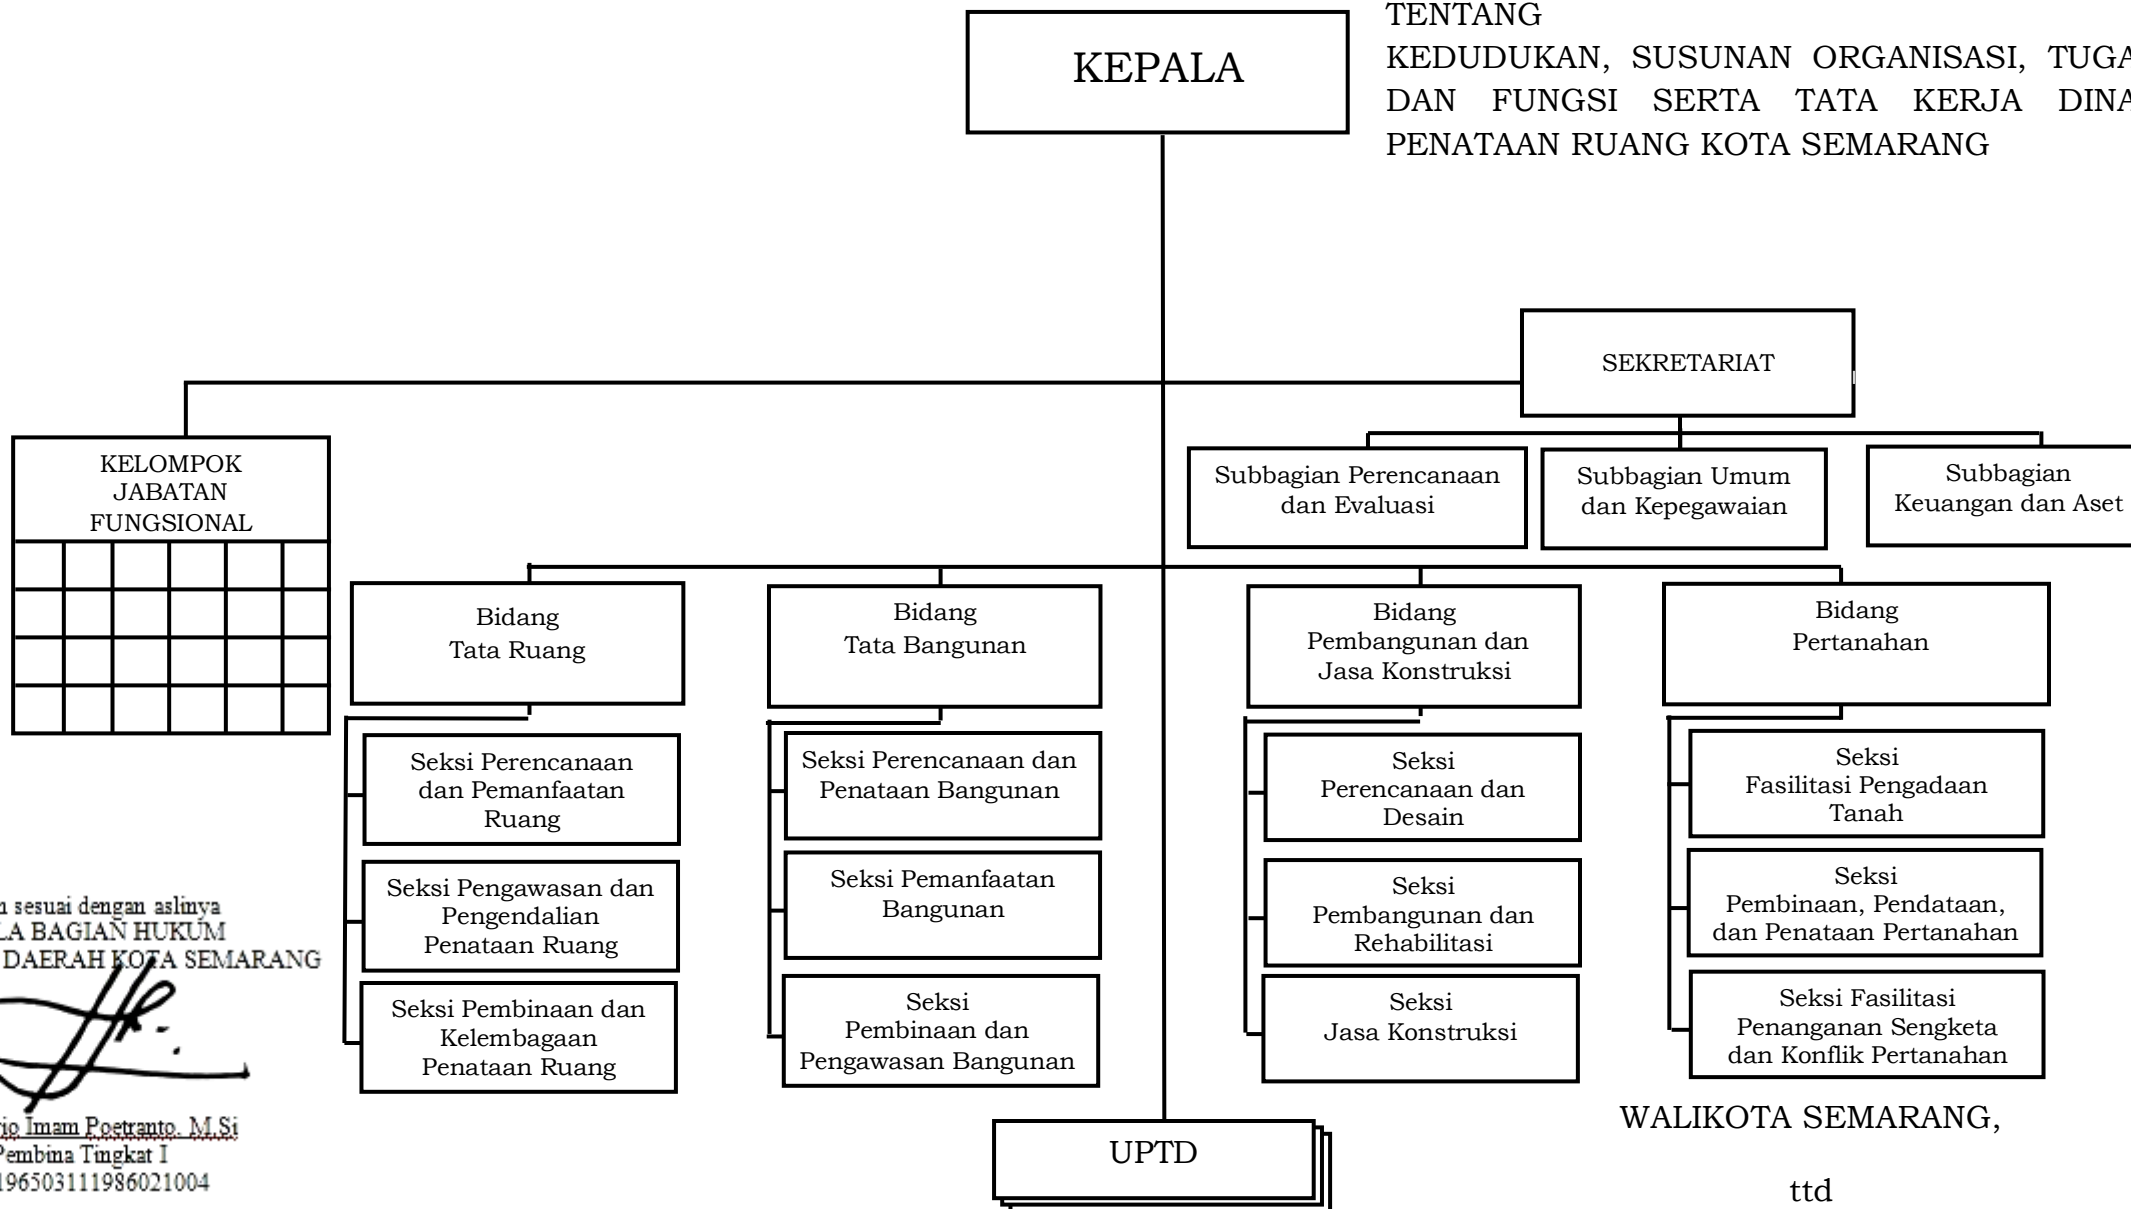 TENTANG
KEDUDUKAN, SUSUNAN ORGANISASI, TUGA
DAN FUNGSI SERTA TATA KERJA DINA
PENATAAN RUANG KOTA SEMARANG
KEPALA
SEKRETARIAT
KELOMPOK
JABATAN
FUNGSIONAL
Subbagian Perencanaan
dan Evaluasi
Subbagian Umum
dan Kepegawaian
Subbagian
Keuangan dan Aset
Bidang
Tata Ruang
Bidang
Tata Bangunan
Bidang
Pembangunan dan
Jasa Konstruksi
Bidang
Pertanahan
Seksi Perencanaan
dan Pemanfaatan
Ruang
Seksi Pengawasan dan
Pengendalian
Penataan Ruang
Seksi Pembinaan dan
Kelembagaan
Penataan Ruang
Seksi Perencanaan dan
Penataan Bangunan
Seksi Pemanfaatan
Bangunan
Seksi
Pembinaan dan
Pengawasan Bangunan
Seksi
Perencanaan dan
Desain
Seksi
Pembangunan dan
Rehabilitasi
Seksi
Jasa Konstruksi
Seksi
Fasilitasi Pengadaan
Tanah
Seksi
Pembinaan, Pendataan,
dan Penataan Pertanahan
Seksi Fasilitasi
Penanganan Sengketa
dan Konflik Pertanahan
UPTD
sesuai dengan aslinya
LA BAGIAN HUKUM
DAERAH KOTA SEMARANG
Imam Poetranto. M.Si
Pembina Tingkat I
196503111986021004
WALIKOTA SEMARANG,
ttd